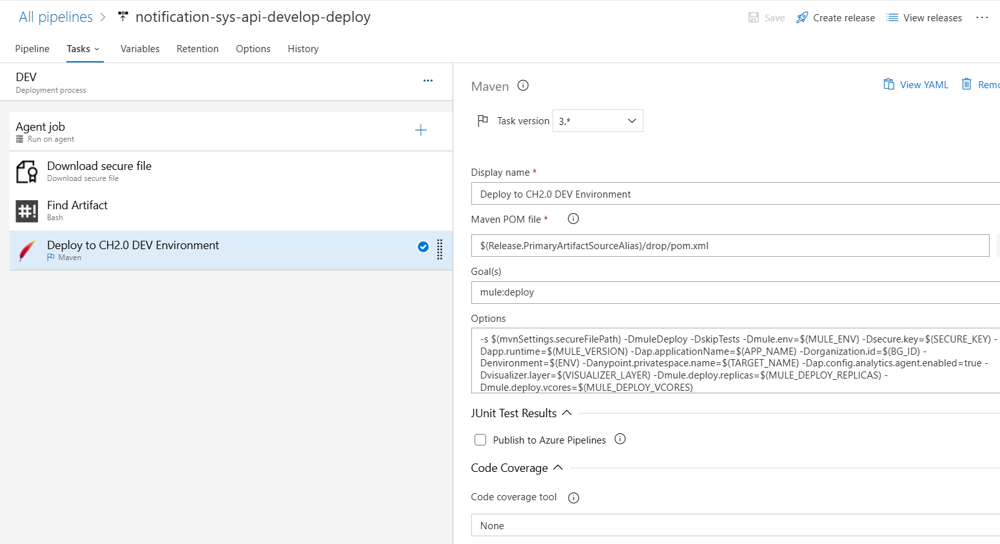 All pipelines > notification-sys-api-develop-deploy
Save Create release View releases ...
Pipeline Tasks Variables Retention Options History
DEV
Deployment process
Agent job
Run on agent
Download secure file
Download secure file
Find Artifact
Bash
Deploy to CH2.0 DEV Environment
Maven
Maven
View YAML Remo
Task version 3.*
Display name *
Deploy to CH2.0 DEV Environment
Maven POM file *
$(Release.PrimaryArtifactSourceAlias)/drop/pom.xml
Goal(s)
mule:deploy
Options
-s $(mvnSettings.secureFilePath) -DmuleDeploy -DskipTests -Dmule.env=$(MULE_ENV) -Dsecure.key=$(SECURE_KEY) -
Dapp.runtime=$(MULE_VERSION) -Dap.applicationName=$(APP_NAME) -Dorganization.id=$(BG_ID) -
Denvironment=$(ENV) -Danypoint.privatespace.name=$(TARGET_NAME) -Dap.config.analytics.agent.enabled=true -
Dvisualizer.layer=$(VISUALIZER_LAYER) -Dmule.deploy.replicas=$(MULE_DEPLOY_REPLICAS) -
Dmule.deploy.vcores=$(MULE_DEPLOY_VCORES)
JUnit Test Results
Publish to Azure Pipelines
Code Coverage
Code coverage tool
None